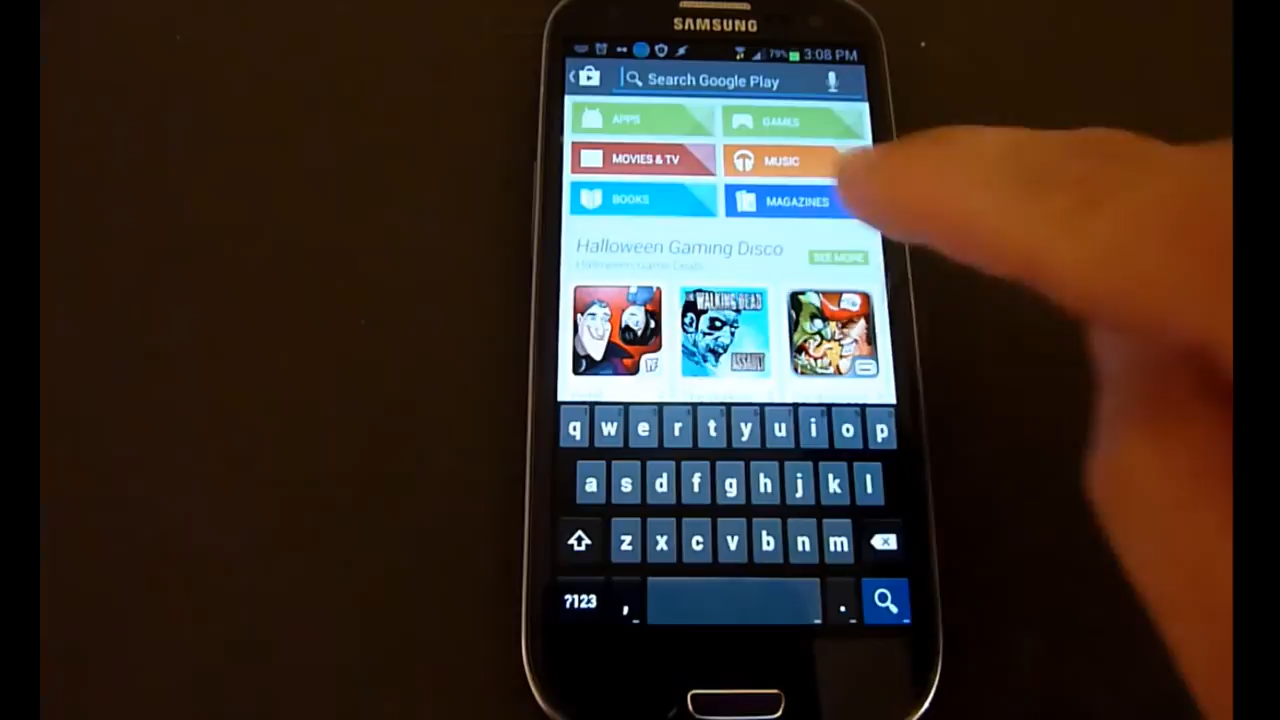 SAMSUNG
79% 3:08 PM
Search Google Play
APPS GAMES
MOVIES & TV MUSIC
BOOKS MAGAZINES
Halloween Gaming Disco
Halloween Game Deals SEE MORE
WALKING DEAD
ASSAULT
q w e r t y u i o p
a s d f g h j k l
z x c v b n m
?123 , .